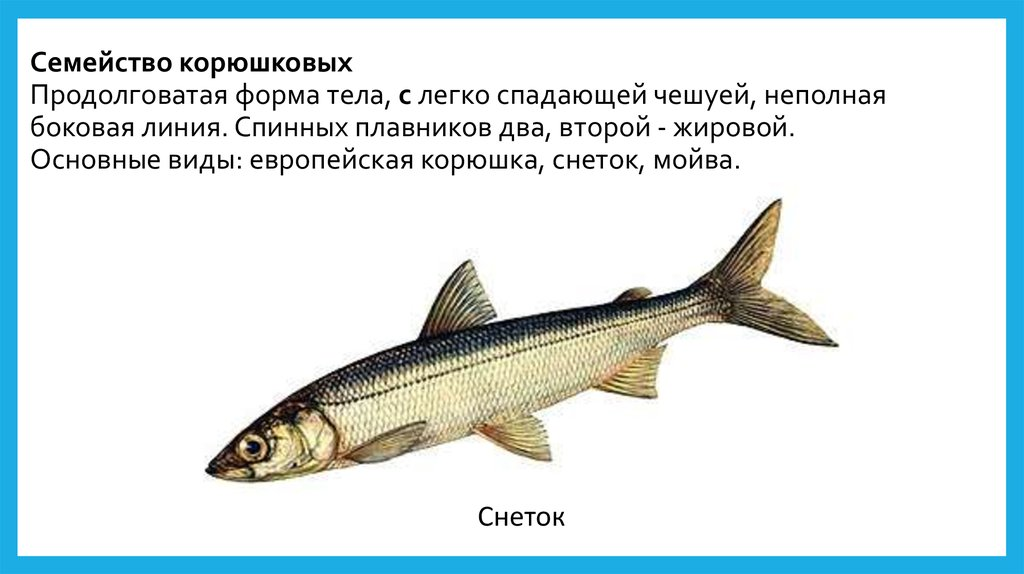 Семейство корюшковых
Продолговатая форма тела, с легко спадающей чешуей, неполная
боковая линия. Спинных плавников два, второй - жировой.
Основные виды: европейская корюшка, снеток, мойва.
Снеток